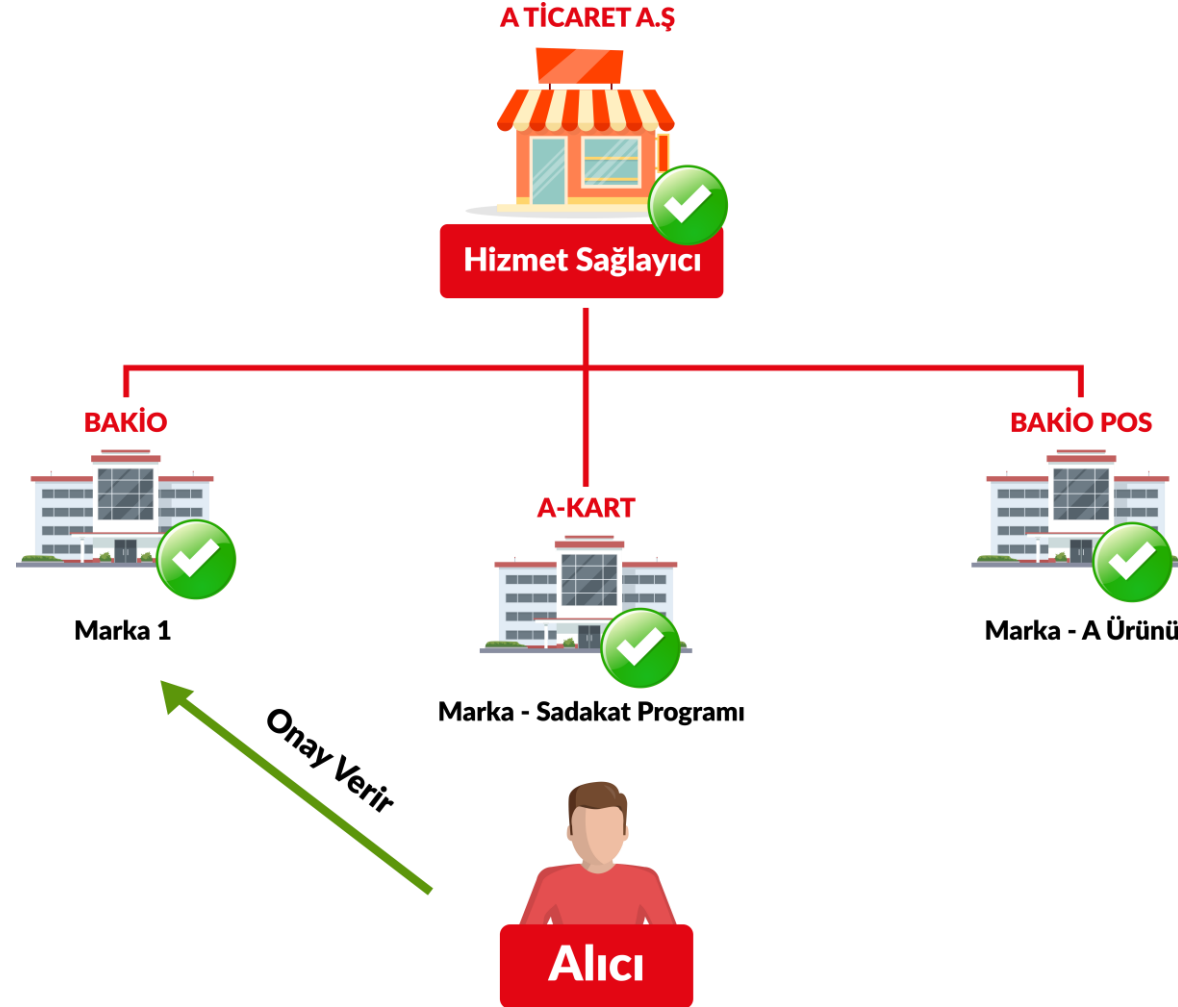 A TİCARET A.Ş
Hizmet Sağlayıcı
BAKİO
BAKİO POS
A-KART
Marka 1
Marka - A Ürünü
Marka - Sadakat Programı
Onay Verir
Alıcı